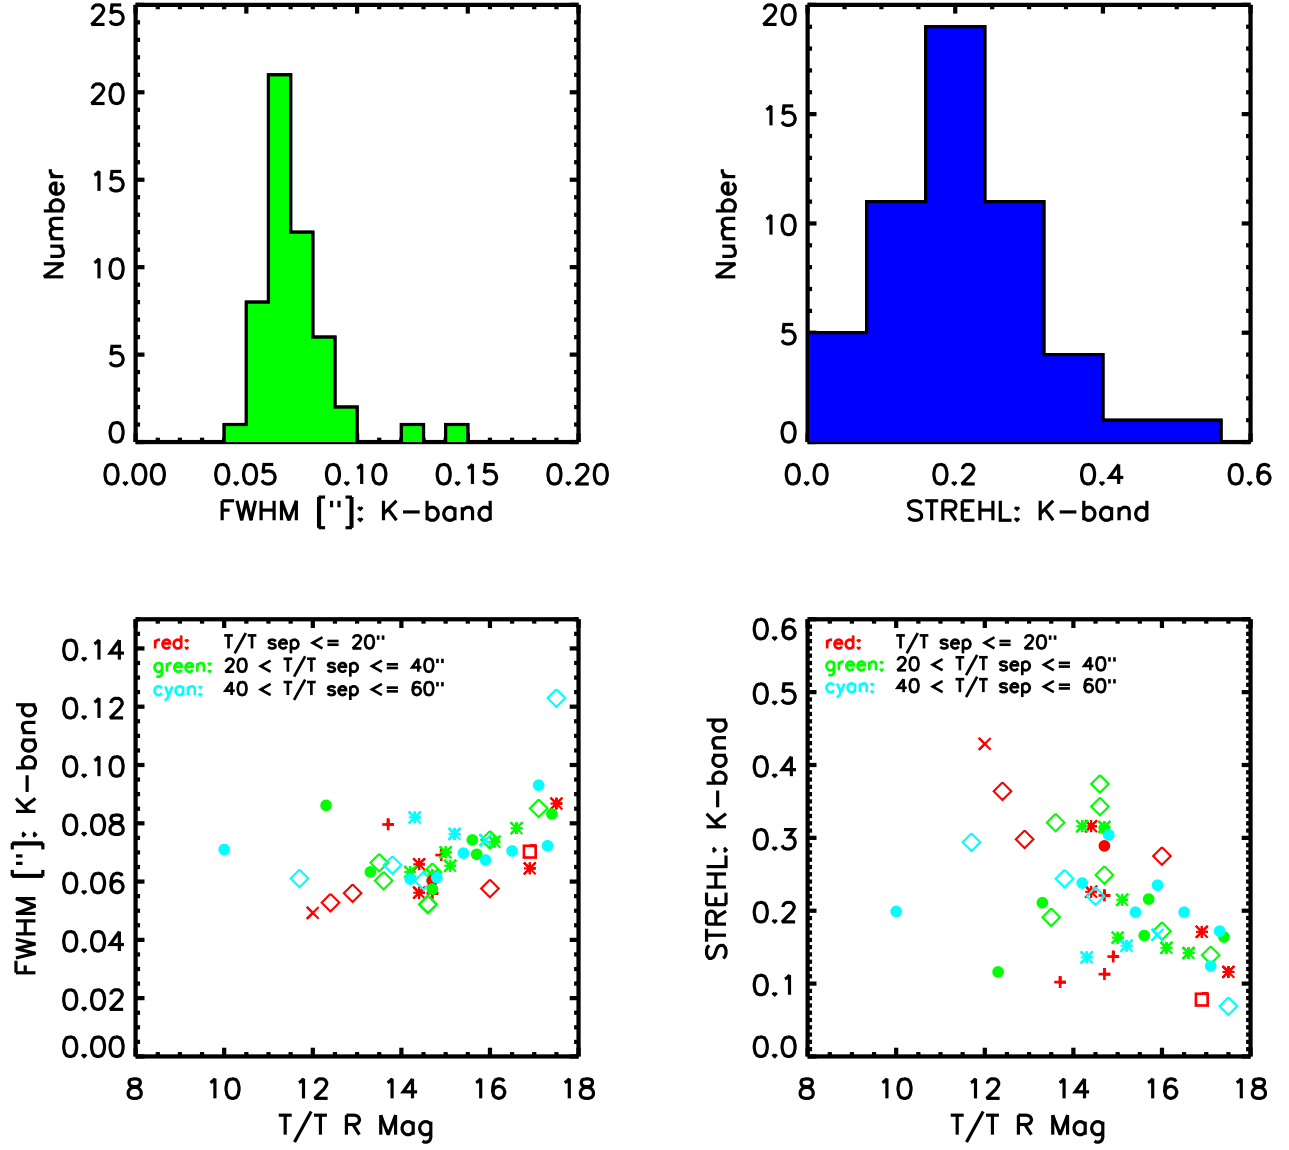 25
20
15
10
5
0
Number
0.00 0.05 0.10 0.15 0.20
FWHM ["]: K-band
20
15
10
5
0
Number
0.0 0.2 0.4 0.6
STREHL: K-band
red: T/T sep <= 20"
green: 20 < T/T sep <= 40"
cyan: 40 < T/T sep <= 60"
0.14
0.12
0.10
0.08
0.06
0.04
0.02
0.00
FWHM ["]: K-band
8 10 12 14 16 18
T/T R Mag
red: T/T sep <= 20"
green: 20 < T/T sep <= 40"
cyan: 40 < T/T sep <= 60"
0.6
0.5
0.4
0.3
0.2
0.1
0.0
STREHL: K-band
8 10 12 14 16 18
T/T R Mag